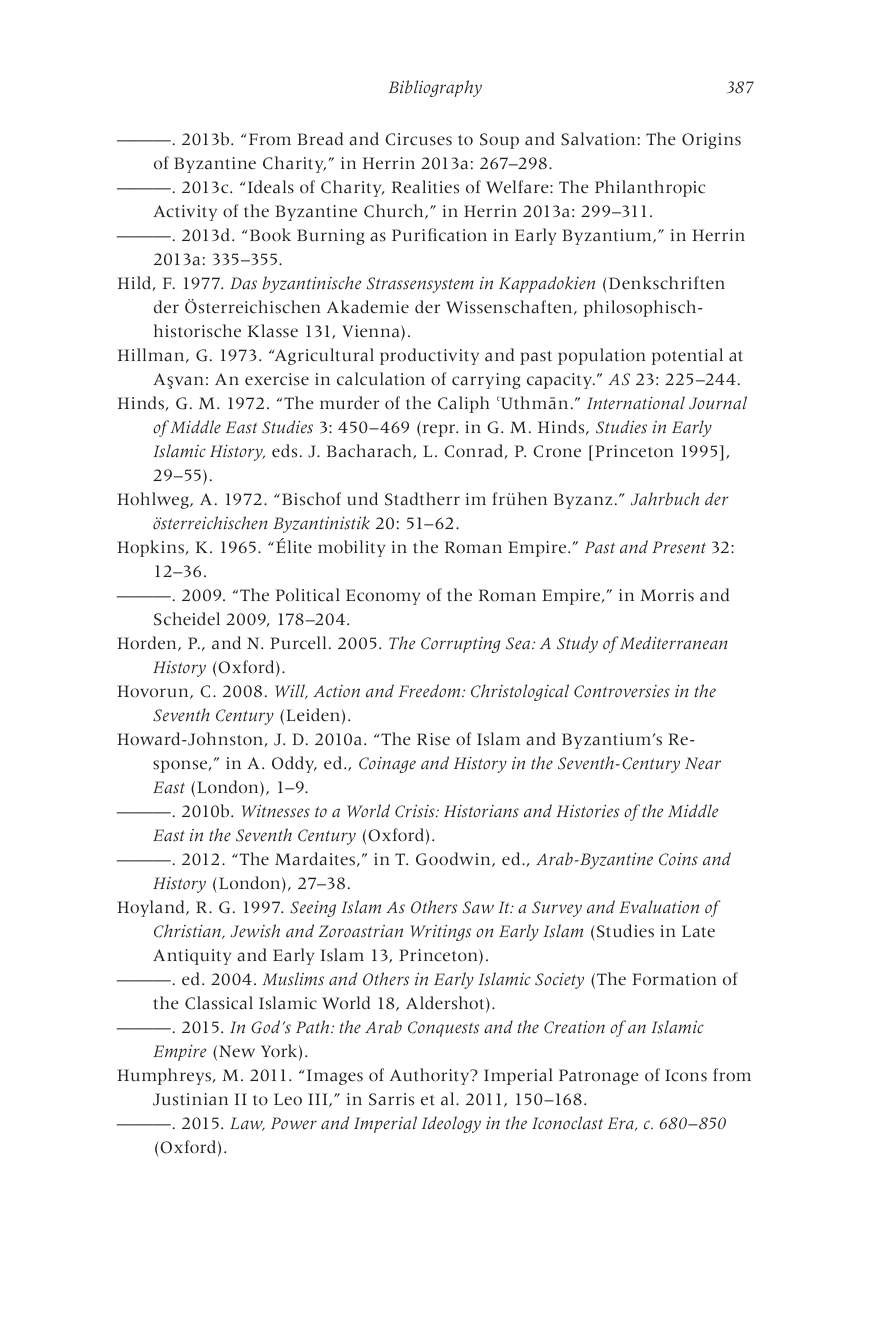 Bibliography 387
———. 2013b. “From Bread and Circuses to Soup and Salvation: The Origins
of Byzantine Charity,” in Herrin 2013a: 267–298.
———. 2013c. “Ideals of Charity, Realities of Welfare: The Philanthropic
Activity of the Byzantine Church,” in Herrin 2013a: 299–311.
———. 2013d. “Book Burning as Purification in Early Byzantium,” in Herrin
2013a: 335–355.
Hild, F. 1977. Das byzantinische Strassensystem in Kappadokien (Denkschriften
der Österreichischen Akademie der Wissenschaften, philosophisch-
historische Klasse 131, Vienna).
Hillman, G. 1973. “Agricultural productivity and past population potential at
Aşvan: An exercise in calculation of carrying capacity.” AS 23: 225–244.
Hinds, G. M. 1972. “The murder of the Caliph ʿUthmān.” International Journal
of Middle East Studies 3: 450–469 (repr. in G. M. Hinds, Studies in Early
Islamic History, eds. J. Bacharach, L. Conrad, P. Crone [Princeton 1995],
29–55).
Hohlweg, A. 1972. “Bischof und Stadtherr im frühen Byzanz.” Jahrbuch der
österreichischen Byzantinistik 20: 51–62.
Hopkins, K. 1965. “Élite mobility in the Roman Empire.” Past and Present 32:
12–36.
———. 2009. “The Political Economy of the Roman Empire,” in Morris and
Scheidel 2009, 178–204.
Horden, P., and N. Purcell. 2005. The Corrupting Sea: A Study of Mediterranean
History (Oxford).
Hovorun, C. 2008. Will, Action and Freedom: Christological Controversies in the
Seventh Century (Leiden).
Howard-Johnston, J. D. 2010a. “The Rise of Islam and Byzantium’s Re-
sponse,” in A. Oddy, ed., Coinage and History in the Seventh-Century Near
East (London), 1–9.
———. 2010b. Witnesses to a World Crisis: Historians and Histories of the Middle
East in the Seventh Century (Oxford).
———. 2012. “The Mardaites,” in T. Goodwin, ed., Arab-Byzantine Coins and
History (London), 27–38.
Hoyland, R. G. 1997. Seeing Islam As Others Saw It: a Survey and Evaluation of
Christian, Jewish and Zoroastrian Writings on Early Islam (Studies in Late
Antiquity and Early Islam 13, Princeton).
———. ed. 2004. Muslims and Others in Early Islamic Society (The Formation of
the Classical Islamic World 18, Aldershot).
———. 2015. In God’s Path: the Arab Conquests and the Creation of an Islamic
Empire (New York).
Humphreys, M. 2011. “Images of Authority? Imperial Patronage of Icons from
Justinian II to Leo III,” in Sarris et al. 2011, 150–168.
———. 2015. Law, Power and Imperial Ideology in the Iconoclast Era, c. 680–850
(Oxford).